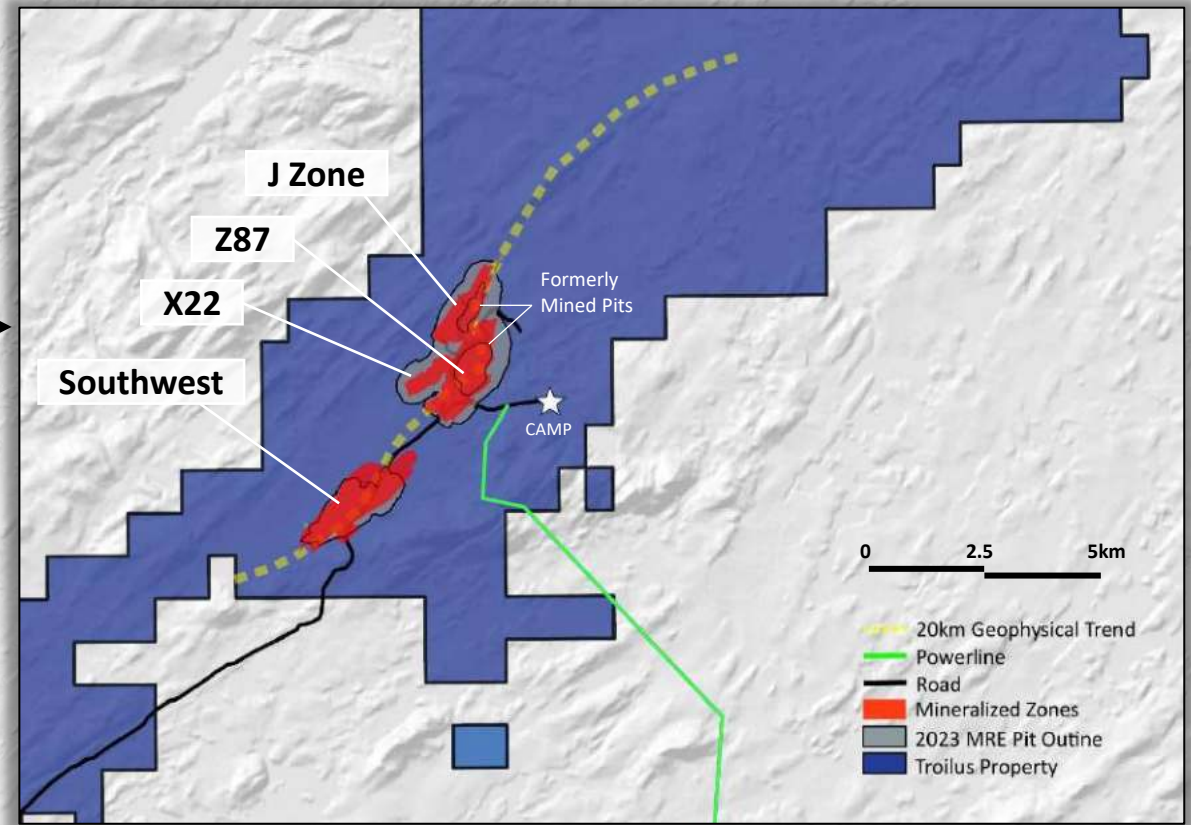 J Zone
Z87
X22
Southwest
Formerly
Mined Pits
CAMP
0 2.5 5km
20km Geophysical Trend
Powerline
Road
Mineralized Zones
2023 MRE Pit Outine
Troilus Property